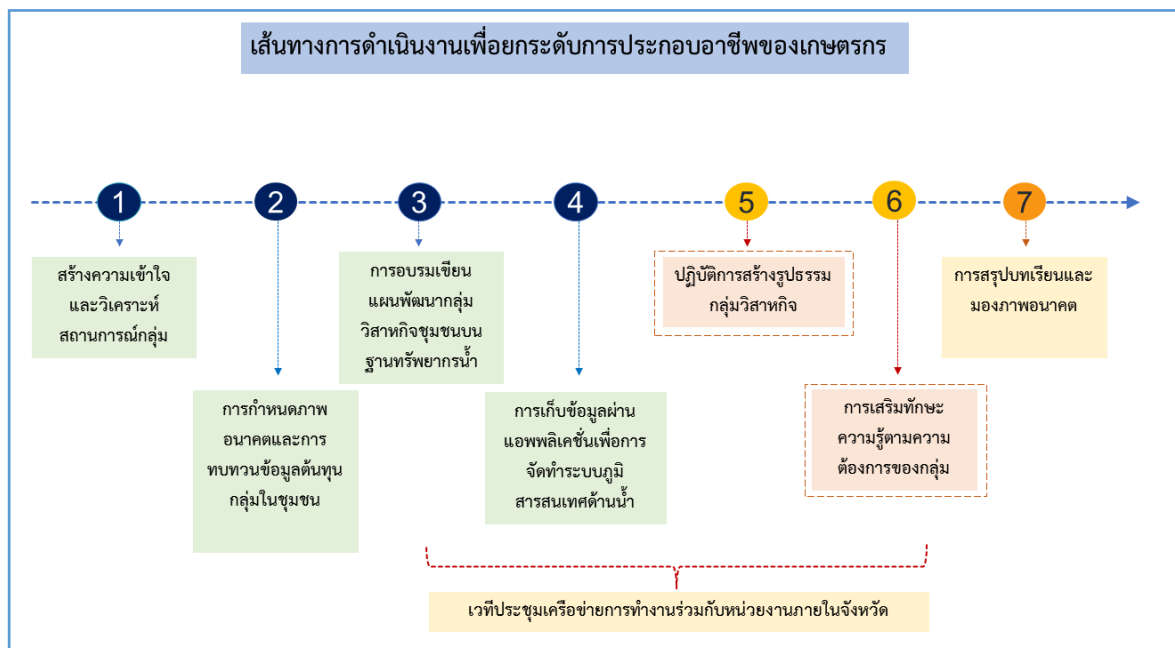 เส้นทางการดำเนินงานเพื่อยกระดับการประกอบอาชีพของเกษตรกร
1
2
3
4
5
6
7
สร้างความเข้าใจ
และวิเคราะห์
สถานการณ์กลุ่ม
การกำหนดภาพ
อนาคตและการ
ทบทวนข้อมูลต้นทุน
กลุ่มในชุมชน
การอบรมเขียน
แผนพัฒนากลุ่ม
วิสาหกิจชุมชนบน
ฐานทรัพยากรน้ำ
การเก็บข้อมูลผ่าน
แอพพลิเคชั่นเพื่อการ
จัดทำระบบภูมิ
สารสนเทศด้านน้ำ
ปฏิบัติการสร้างรูปธรรม
กลุ่มวิสาหกิจ
การเสริมทักษะ
ความรู้ตามความ
ต้องการของกลุ่ม
การสรุปบทเรียนและ
มองภาพอนาคต
เวทีประชุมเครือข่ายการทำงานร่วมกับหน่วยงานภายในจังหวัด